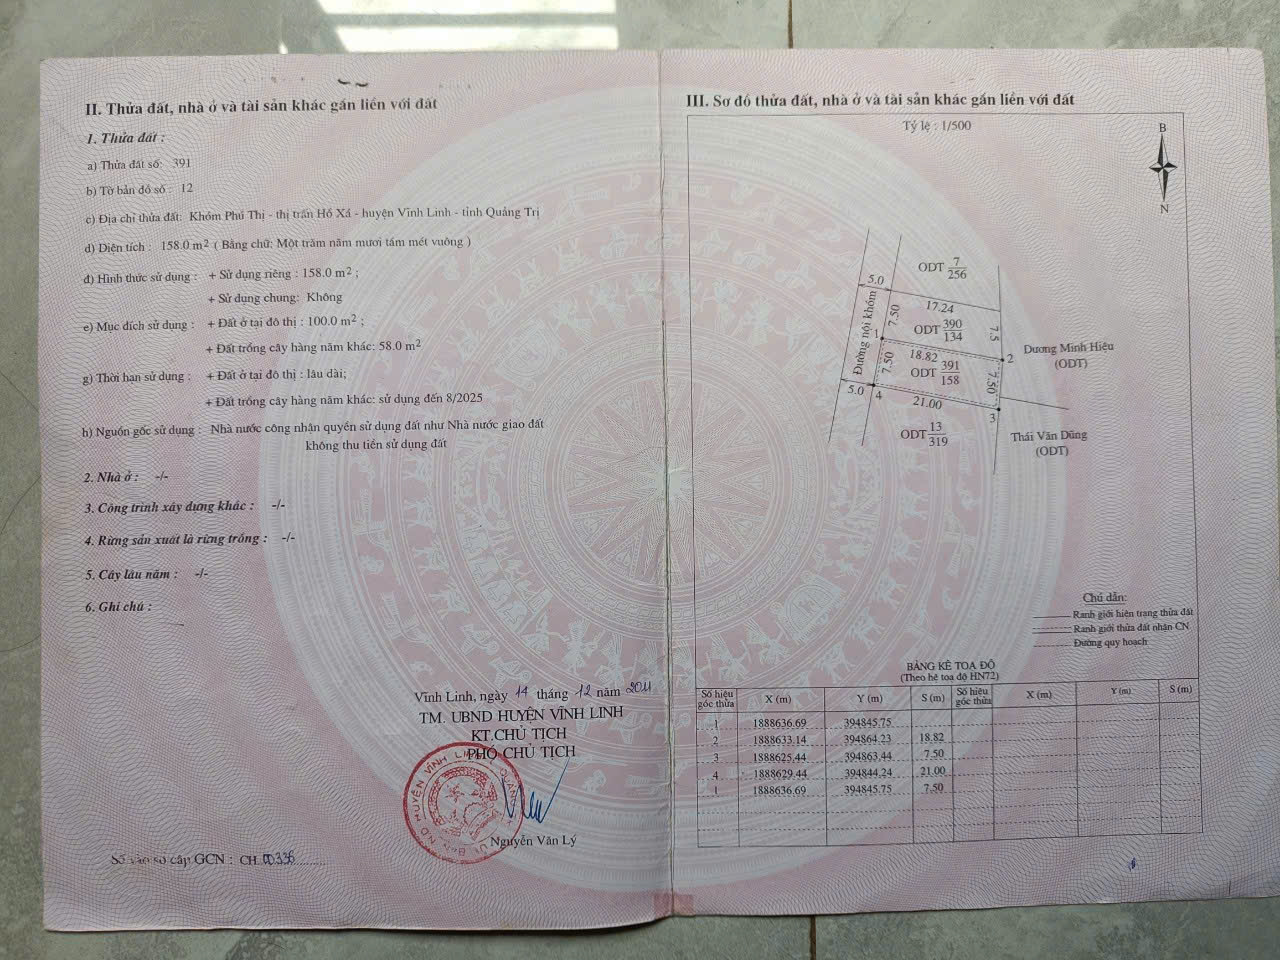 II. Thửa đất, nhà ở và tài sản khác gắn liền với đất
1. Thửa đất :
a) Thửa đất số: 391
b) Tờ bản đồ số : 12
c) Địa chỉ thửa đất: Khóm Phú Thị - thị trấn Hồ Xá - huyện Vĩnh Linh - tỉnh Quảng Trị
d) Diện tích : 158.0 m² ( Bằng chữ: Một trăm năm mươi tám mét vuông )
đ) Hình thức sử dụng : + Sử dụng riêng : 158.0 m² ;
+ Sử dụng chung: Không
e) Mục đích sử dụng : + Đất ở tại đô thị : 100.0 m² ;
+ Đất trồng cây hàng năm khác: 58.0 m²
g) Thời hạn sử dụng : + Đất ở tại đô thị : lâu dài;
+ Đất trồng cây hàng năm khác: sử dụng đến 8/2025
h) Nguồn gốc sử dụng : Nhà nước công nhận quyền sử dụng đất như Nhà nước giao đất
không thu tiền sử dụng đất
2. Nhà ở : -/-
3. Công trình xây dựng khác : -/-
4. Rừng sản xuất là rừng trồng : -/-
5. Cây lâu năm : -/-
6. Ghi chú :
Vĩnh Linh, ngày 14 tháng 12 năm 2011
TM. UBND HUYỆN VĨNH LINH
KT.CHỦ TỊCH
PHÓ CHỦ TỊCH
Nguyễn Văn Lý
Số vào sổ cấp GCN : CH.00336
III. Sơ đồ thửa đất, nhà ở và tài sản khác gắn liền với đất
Tỷ lệ : 1/500
B
N
ODT 7/256
5.0
17.24
7.50
ODT 390/134
7.5
Đường nội khóm
1
2
Dương Minh Hiệu
(ODT)
18.82
7.50
ODT 391/158
7.50
5.0
4
21.00
3
ODT 13/319
Thái Văn Dũng
(ODT)
Chú dẫn:
Ranh giới hiện trạng thửa đất
Ranh giới thửa đất nhận CN
Đường quy hoạch
BẢNG KÊ TOẠ ĐỘ
(Theo hệ toạ độ HN72)
Số hiệu góc thửa X (m) Y (m) S (m) Số hiệu góc thửa X (m) Y (m) S (m)
1 1888636.69 394845.75
18.82
2 1888633.14 394864.23
7.50
3 1888625.44 394863.44
21.00
4 1888629.44 394844.24
7.50
1 1888636.69 394845.75